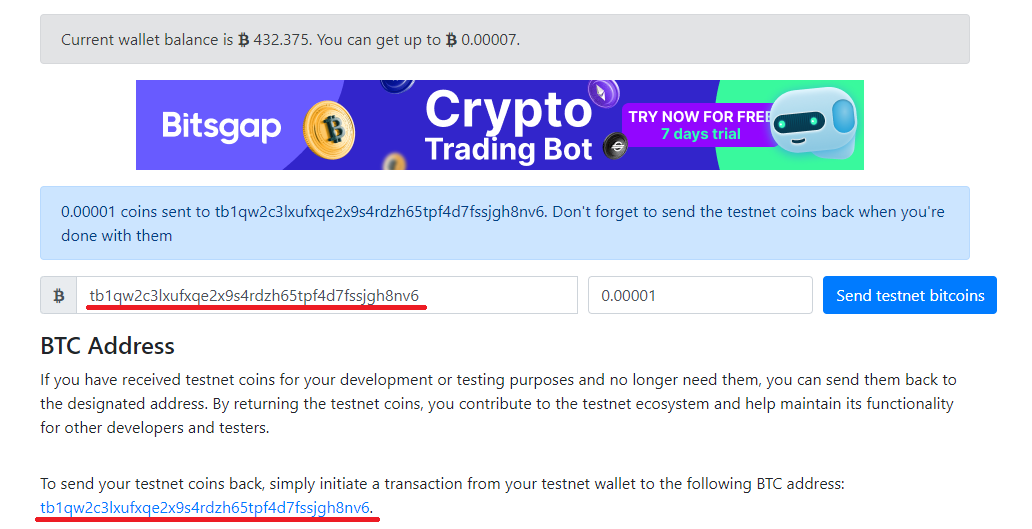 Current wallet balance is ₿ 432.375. You can get up to ₿ 0.00007.
Bitsgap
Crypto
Trading Bot
TRY NOW FOR FREE
7 days trial
0.00001 coins sent to tb1qw2c3lxufxqe2x9s4rdzh65tpf4d7fssjgh8nv6. Don't forget to send the testnet coins back when you're
done with them
₿ tb1qw2c3lxufxqe2x9s4rdzh65tpf4d7fssjgh8nv6 0.00001 Send testnet bitcoins
BTC Address
If you have received testnet coins for your development or testing purposes and no longer need them, you can send them back to
the designated address. By returning the testnet coins, you contribute to the testnet ecosystem and help maintain its functionality
for other developers and testers.
To send your testnet coins back, simply initiate a transaction from your testnet wallet to the following BTC address:
tb1qw2c3lxufxqe2x9s4rdzh65tpf4d7fssjgh8nv6.